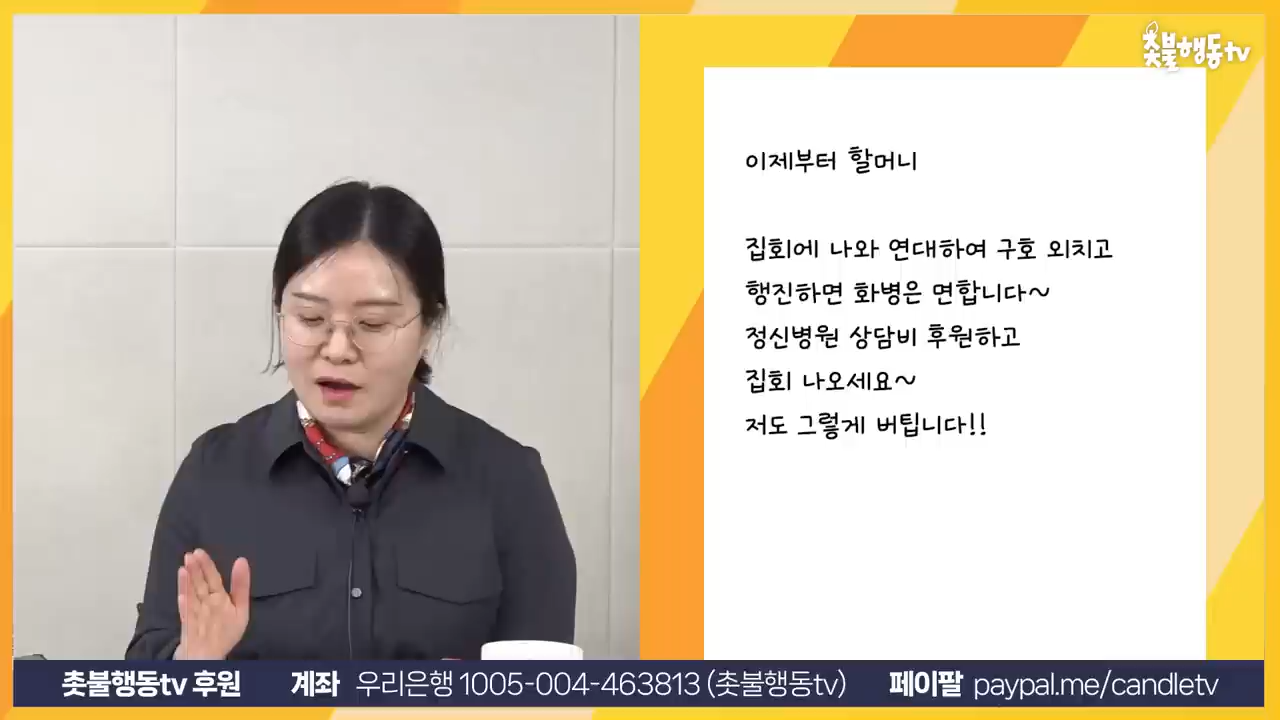 촛불행동tv
이제부터 할머니
집회에 나와 연대하여 구호 외치고
행진하면 화병은 면합니다~
정신병원 상담비 후원하고
집회 나오세요~
저도 그렇게 버팁니다!!
촛불행동tv 후원 계좌 우리은행 1005-004-463813 (촛불행동tv) 페이팔 paypal.me/candletv